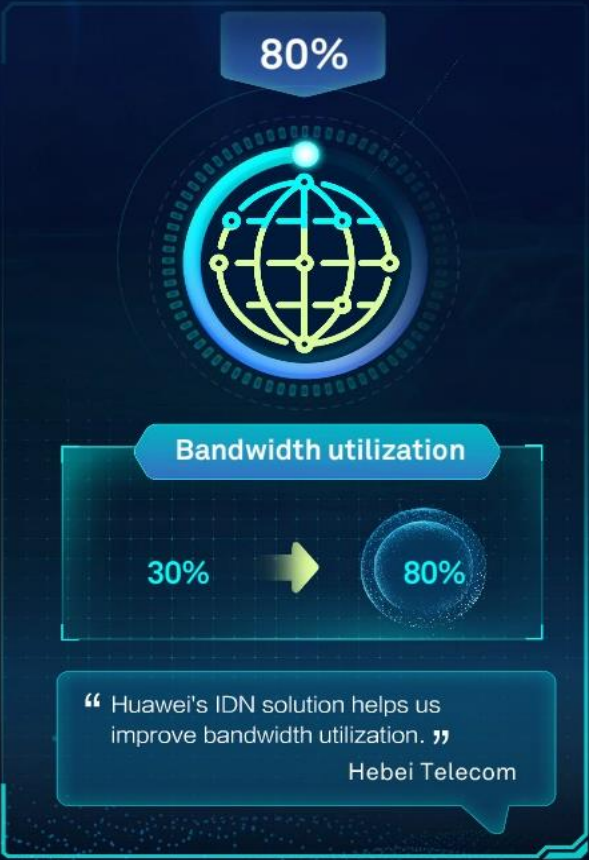 80%
Bandwidth utilization
30%
80%
“ Huawei's IDN solution helps us
improve bandwidth utilization. ”
Hebei Telecom